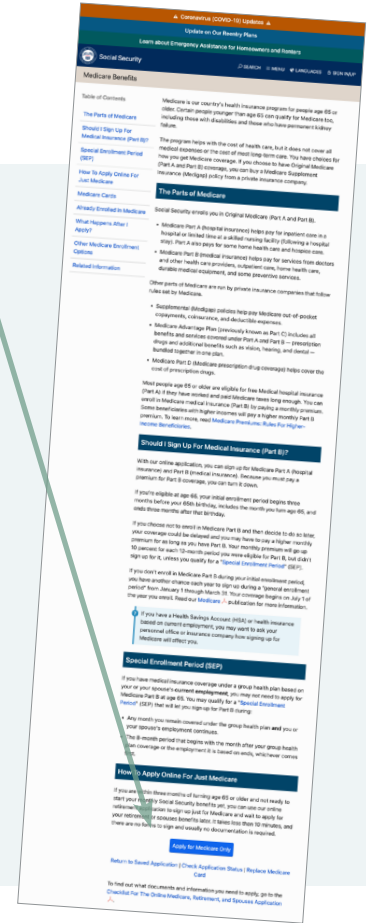 Coronavirus (COVID-19) Updates
Update on Our Reentry Plans
Learn about Emergency Assistance for Homeowners and Renters
Social Security
SEARCH MENU LANGUAGES SIGN IN/UP
Medicare Benefits
Table of Contents
The Parts of Medicare
Should I Sign Up For
Medical Insurance (Part B)?
Special Enrollment Period
(SEP)
How To Apply Online For
Just Medicare
Medicare Cards
Already Enrolled in Medicare
What Happens After I
Apply?
Other Medicare Enrollment
Options
Related Information
Medicare is our country's health insurance program for people age 65 or
older. Certain people younger than age 65 can qualify for Medicare too,
including those with disabilities and those who have permanent kidney
failure.
The program helps with the cost of health care, but it does not cover all
medical expenses or the cost of most long-term care. You have choices for
how you get Medicare coverage. If you choose to have Original Medicare
(Part A and Part B) coverage, you can buy a Medicare Supplement
Insurance (Medigap) policy from a private insurance company.
The Parts of Medicare
Social Security enrolls you in Original Medicare (Part A and Part B).
• Medicare Part A (hospital insurance) helps pay for inpatient care in a
hospital or limited time at a skilled nursing facility (following a hospital
stay). Part A also pays for some home health care and hospice care.
• Medicare Part B (medical insurance) helps pay for services from doctors
and other health care providers, outpatient care, home health care,
durable medical equipment, and some preventive services.
Other parts of Medicare are run by private insurance companies that follow
rules set by Medicare.
• Supplemental (Medigap) policies help pay Medicare out-of-pocket
copayments, coinsurance, and deductible expenses.
• Medicare Advantage Plan (previously known as Part C) includes all
benefits and services covered under Part A and Part B — prescription
drugs and additional benefits such as vision, hearing, and dental —
bundled together in one plan.
• Medicare Part D (Medicare prescription drug coverage) helps cover the
cost of prescription drugs.
Most people age 65 or older are eligible for free Medical hospital insurance
(Part A) if they have worked and paid Medicare taxes long enough. You can
enroll in Medicare medical insurance (Part B) by paying a monthly premium.
Some beneficiaries with higher incomes will pay a higher monthly Part B
premium. To learn more, read Medicare Premiums: Rules For Higher-
Income Beneficiaries.
Should I Sign Up For Medical Insurance (Part B)?
With our online application, you can sign up for Medicare Part A (hospital
insurance) and Part B (medical insurance). Because you must pay a
premium for Part B coverage, you can turn it down.
If you're eligible at age 65, your initial enrollment period begins three
months before your 65th birthday, includes the month you turn age 65, and
ends three months after that birthday.
If you choose not to enroll in Medicare Part B and then decide to do so later,
your coverage could be delayed and you may have to pay a higher monthly
premium for as long as you have Part B. Your monthly premium will go up
10 percent for each 12-month period you were eligible for Part B, but didn't
sign up for it, unless you qualify for a "Special Enrollment Period" (SEP).
If you don't enroll in Medicare Part B during your initial enrollment period,
you have another chance each year to sign up during a "general enrollment
period" from January 1 through March 31. Your coverage begins on July 1 of
the year you enroll. Read our Medicare publication for more information.
If you have a Health Savings Account (HSA) or health insurance
based on current employment, you may want to ask your
personnel office or insurance company how signing up for
Medicare will affect you.
Special Enrollment Period (SEP)
If you have medical insurance coverage under a group health plan based on
your or your spouse's current employment, you may not need to apply for
Medicare Part B at age 65. You may qualify for a "Special Enrollment
Period" (SEP) that will let you sign up for Part B during:
• Any month you remain covered under the group health plan and you or
your spouse's employment continues.
• The 8-month period that begins with the month after your group health
plan coverage or the employment it is based on ends, whichever comes
first.
How To Apply Online For Just Medicare
If you are within three months of turning age 65 or older and not ready to
start your monthly Social Security benefits yet, you can use our online
retirement application to sign up just for Medicare and wait to apply for
your retirement or spouses benefits later. It takes less than 10 minutes, and
there are no forms to sign and usually no documentation is required.
Apply for Medicare Only
Return to Saved Application | Check Application Status | Replace Medicare
Card
To find out what documents and information you need to apply, go to the
Checklist For The Online Medicare, Retirement, and Spouses Application